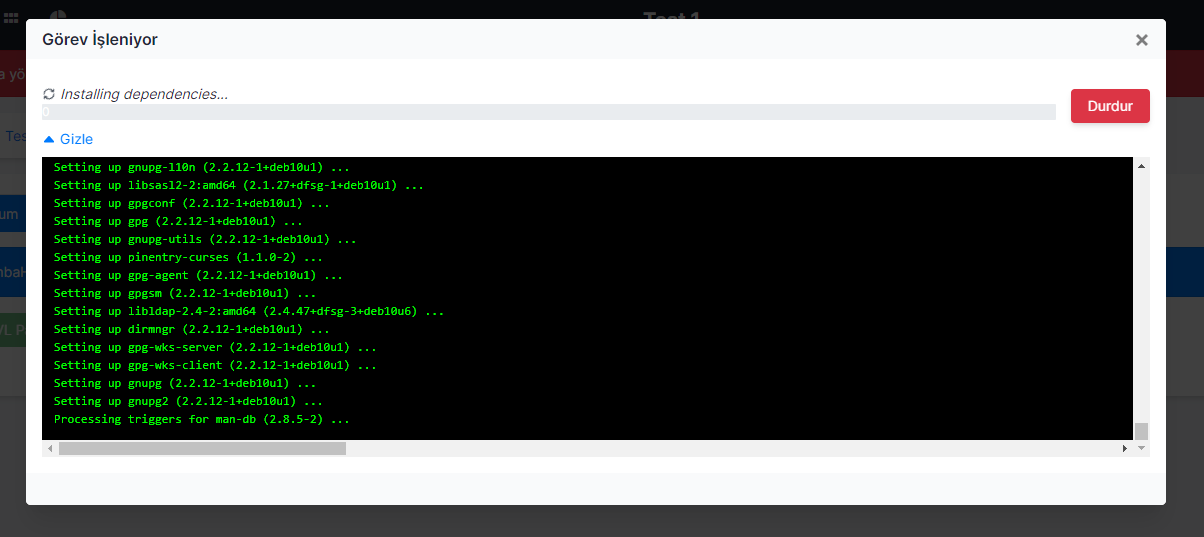 Test 1
Görev İşleniyor
a yö
Installing dependencies...
0
Durdur
Tes
Gizle
Setting up gnupg-l10n (2.2.12-1+deb10u1) ...
Setting up libsasl2-2:amd64 (2.1.27+dfsg-1+deb10u1) ...
Setting up gpgconf (2.2.12-1+deb10u1) ...
um
Setting up gpg (2.2.12-1+deb10u1) ...
Setting up gnupg-utils (2.2.12-1+deb10u1) ...
Setting up pinentry-curses (1.1.0-2) ...
mbaH
Setting up gpg-agent (2.2.12-1+deb10u1) ...
Setting up gpgsm (2.2.12-1+deb10u1) ...
Setting up libldap-2.4-2:amd64 (2.4.47+dfsg-3+deb10u6) ...
Setting up dirmngr (2.2.12-1+deb10u1) ...
VL P
Setting up gpg-wks-server (2.2.12-1+deb10u1) ...
Setting up gpg-wks-client (2.2.12-1+deb10u1) ...
Setting up gnupg (2.2.12-1+deb10u1) ...
Setting up gnupg2 (2.2.12-1+deb10u1) ...
Processing triggers for man-db (2.8.5-2) ...